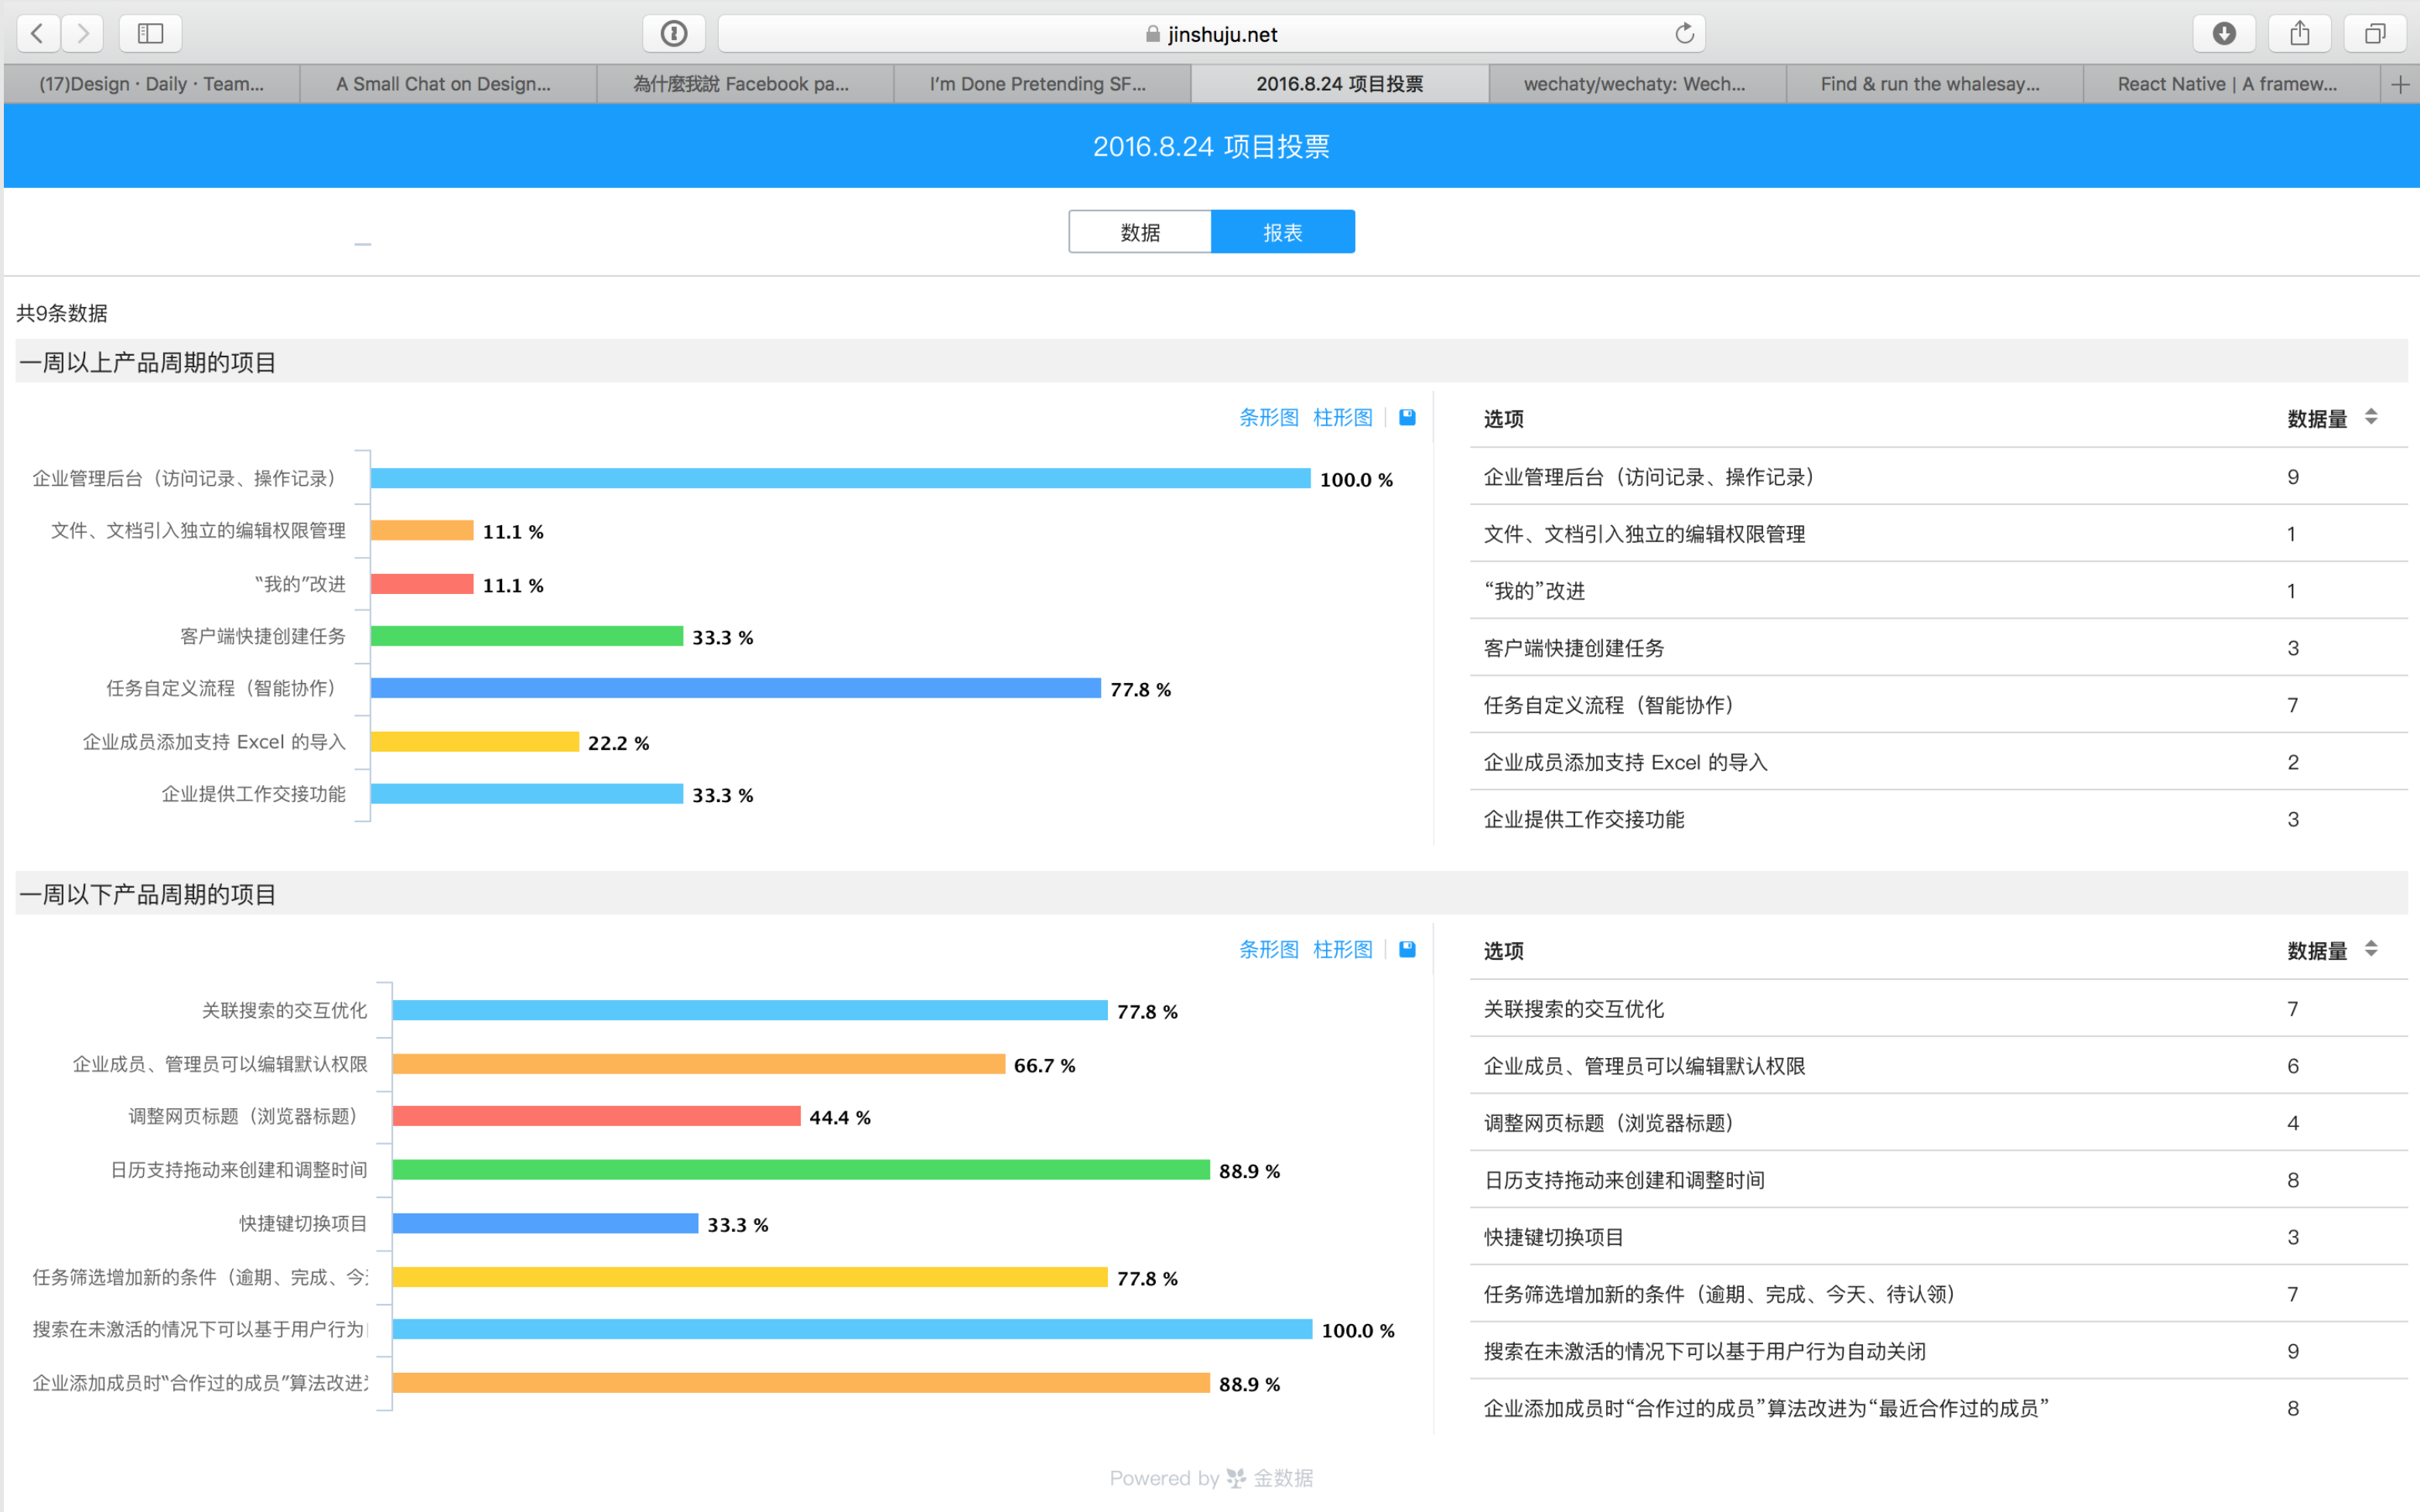 jinshuju.net
(17)Design · Daily · Team...
A Small Chat on Design...
為什麼我說 Facebook pa...
I’m Done Pretending SF...
2016.8.24 项目投票
wechaty/wechaty: Wech...
Find & run the whalesay...
React Native | A framew...
2016.8.24 项目投票
数据 报表
共9条数据
一周以上产品周期的项目
条形图 柱形图
企业管理后台（访问记录、操作记录） 100.0 %
文件、文档引入独立的编辑权限管理 11.1 %
“我的”改进 11.1 %
客户端快捷创建任务 33.3 %
任务自定义流程（智能协作） 77.8 %
企业成员添加支持 Excel 的导入 22.2 %
企业提供工作交接功能 33.3 %
选项 数据量
企业管理后台（访问记录、操作记录） 9
文件、文档引入独立的编辑权限管理 1
“我的”改进 1
客户端快捷创建任务 3
任务自定义流程（智能协作） 7
企业成员添加支持 Excel 的导入 2
企业提供工作交接功能 3
一周以下产品周期的项目
条形图 柱形图
关联搜索的交互优化 77.8 %
企业成员、管理员可以编辑默认权限 66.7 %
调整网页标题（浏览器标题） 44.4 %
日历支持拖动来创建和调整时间 88.9 %
快捷键切换项目 33.3 %
任务筛选增加新的条件（逾期、完成、今 77.8 %
搜索在未激活的情况下可以基于用户行为 100.0 %
企业添加成员时“合作过的成员”算法改进 88.9 %
选项 数据量
关联搜索的交互优化 7
企业成员、管理员可以编辑默认权限 6
调整网页标题（浏览器标题） 4
日历支持拖动来创建和调整时间 8
快捷键切换项目 3
任务筛选增加新的条件（逾期、完成、今天、待认领） 7
搜索在未激活的情况下可以基于用户行为自动关闭 9
企业添加成员时“合作过的成员”算法改进为“最近合作过的成员” 8
Powered by 金数据